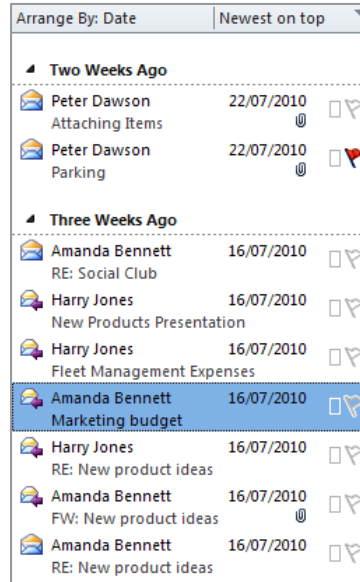 Arrange By: Date Newest on top
Two Weeks Ago
Peter Dawson 22/07/2010
Attaching Items
Peter Dawson 22/07/2010
Parking
Three Weeks Ago
Amanda Bennett 16/07/2010
RE: Social Club
Harry Jones 16/07/2010
New Products Presentation
Harry Jones 16/07/2010
Fleet Management Expenses
Amanda Bennett 16/07/2010
Marketing budget
Harry Jones 16/07/2010
RE: New product ideas
Amanda Bennett 16/07/2010
FW: New product ideas
Amanda Bennett 16/07/2010
RE: New product ideas